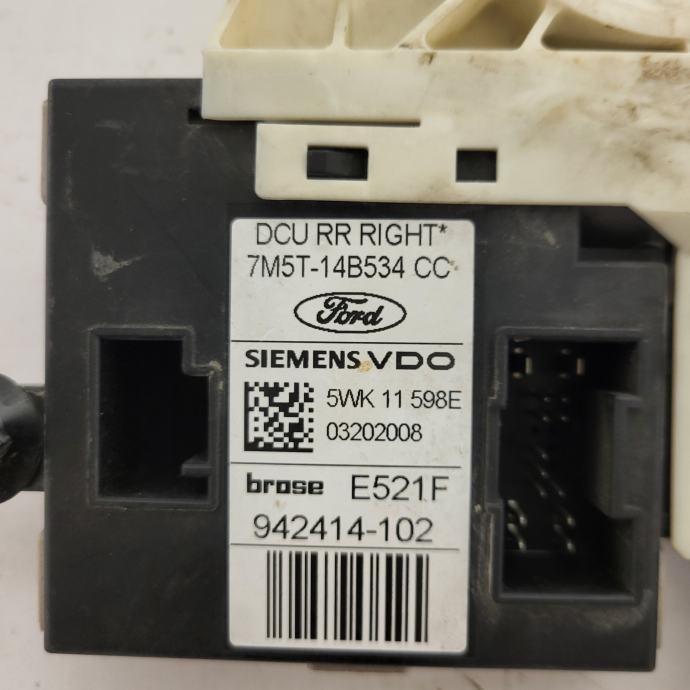 DCU RR RIGHT*
7M5T-14B534 CC
Ford
SIEMENS VDO
5WK 11 598E
03202008
brose E521F
942414-102